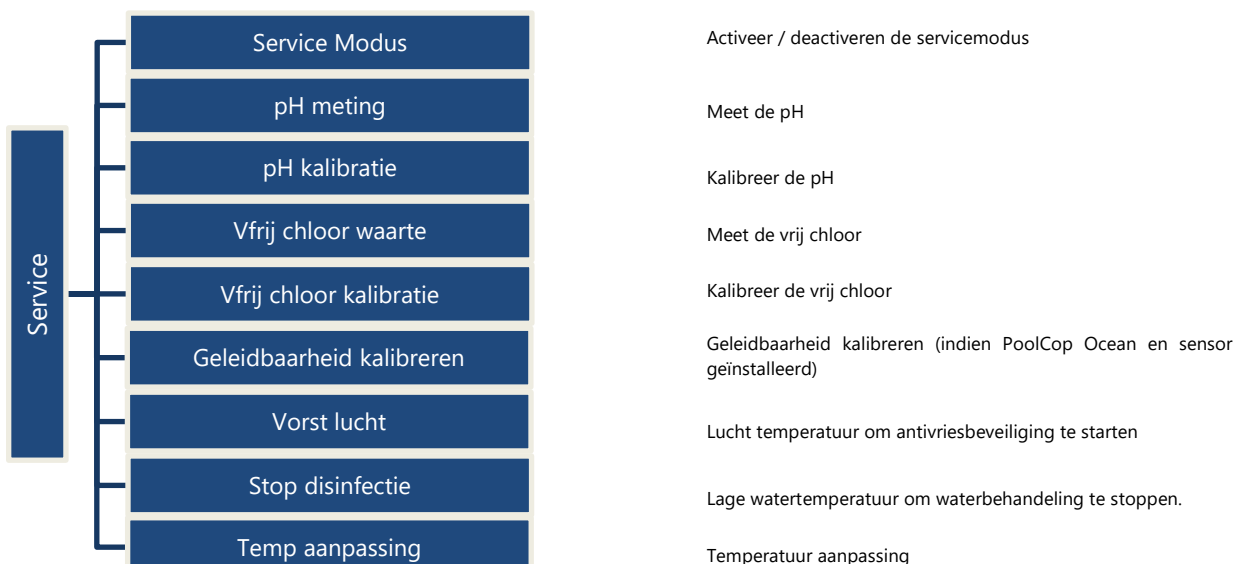 Service
Service Modus
Activeer / deactiveren de servicemodus
pH meting
Meet de pH
pH kalibratie
Kalibreer de pH
Vfrij chloor waarte
Meet de vrij chloor
Vfrij chloor kalibratie
Kalibreer de vrij chloor
Geleidbaarheid kalibreren
Geleidbaarheid kalibreren (indien PoolCop Ocean en sensor
geïnstalleerd)
Vorst lucht
Lucht temperatuur om antivriesbeveiliging te starten
Stop disinfectie
Lage watertemperatuur om waterbehandeling te stoppen.
Temp aanpassing
Temperatuur aanpassing